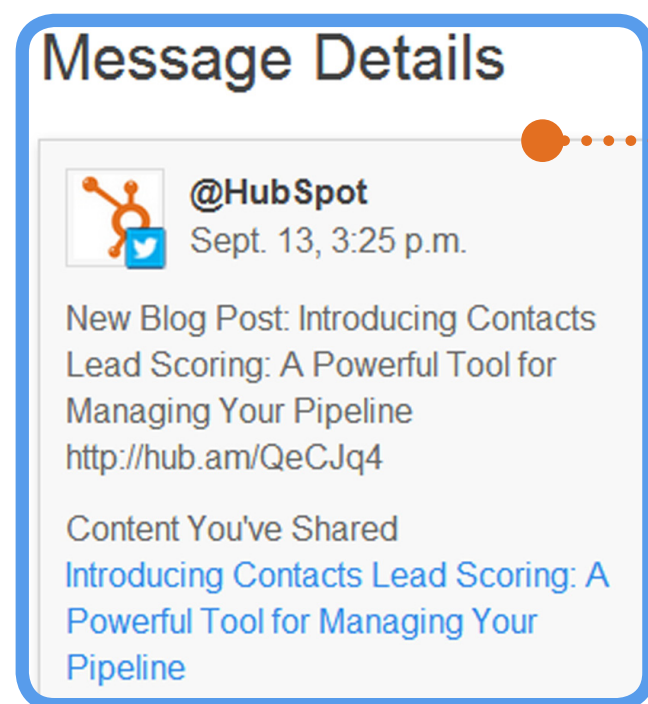 Message Details
@HubSpot
Sept. 13, 3:25 p.m.
New Blog Post: Introducing Contacts
Lead Scoring: A Powerful Tool for
Managing Your Pipeline
http://hub.am/QeCJq4
Content You've Shared
Introducing Contacts Lead Scoring: A
Powerful Tool for Managing Your
Pipeline